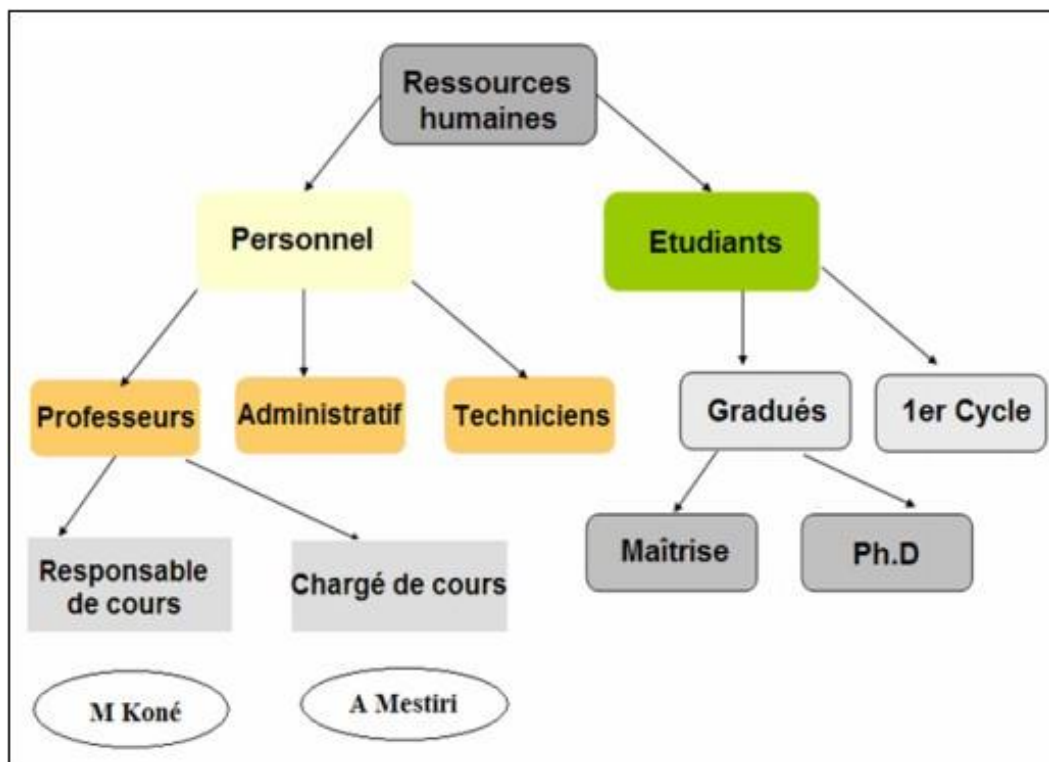 Ressources
humaines
Personnel
Etudiants
Professeurs
Administratif
Techniciens
Gradués
1er Cycle
Responsable
de cours
Chargé de cours
Maîtrise
Ph.D
M Koné
A Mestiri